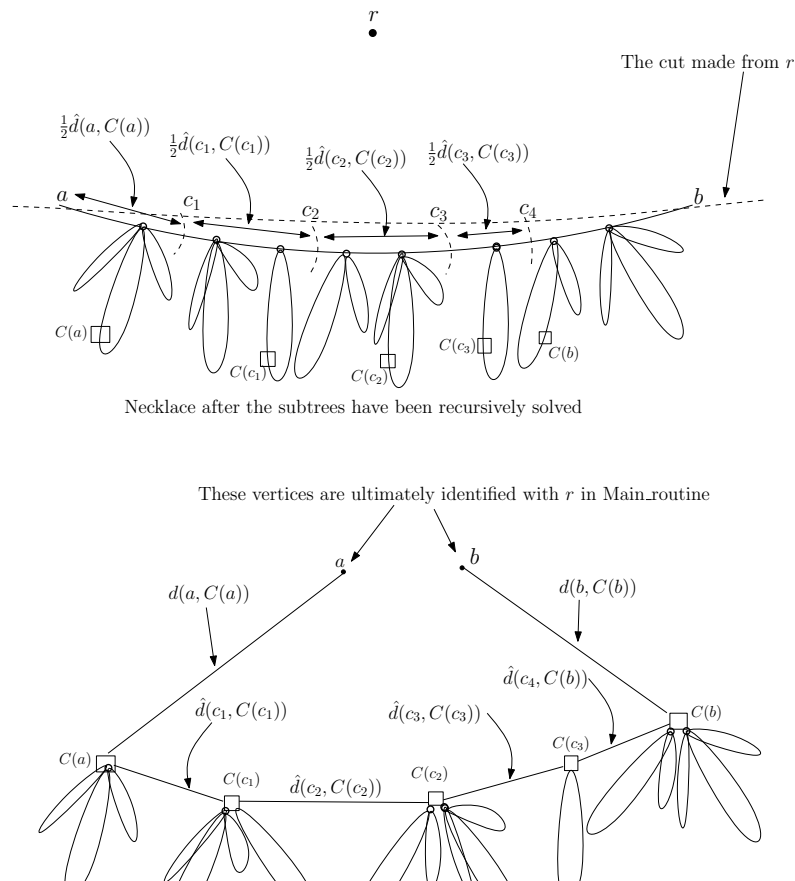 r
The cut made from r
½d̂(a, C(a))
½d̂(c₁, C(c₁))
½d̂(c₂, C(c₂))
½d̂(c₃, C(c₃))
a
c₁
c₂
c₃
c₄
b
C(a)
C(c₁)
C(c₂)
C(c₃)
C(b)
Necklace after the subtrees have been recursively solved
These vertices are ultimately identified with r in Main_routine
a
b
d(a, C(a))
d(b, C(b))
d̂(c₄, C(b))
d̂(c₁, C(c₁))
d̂(c₃, C(c₃))
C(b)
C(a)
C(c₃)
C(c₁)
d̂(c₂, C(c₂))
C(c₂)